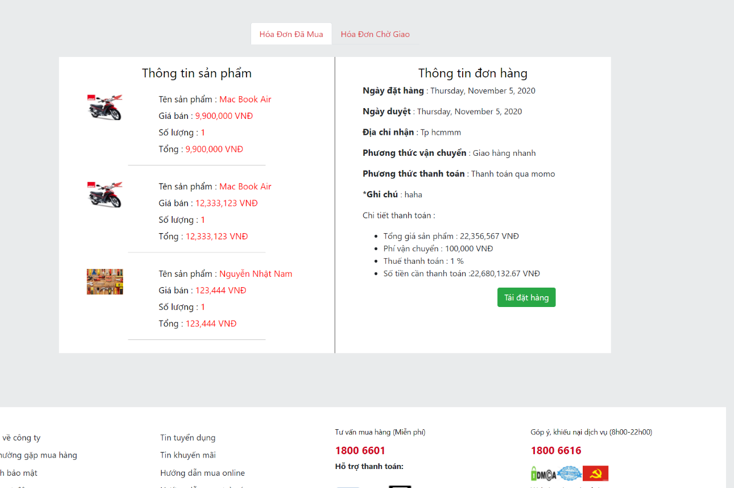 Hóa Đơn Đã Mua
Hóa Đơn Chờ Giao
Thông tin sản phẩm
Tên sản phẩm : Mac Book Air
Giá bán : 9,900,000 VNĐ
Số lượng : 1
Tổng : 9,900,000 VNĐ
Tên sản phẩm : Mac Book Air
Giá bán : 12,333,123 VNĐ
Số lượng : 1
Tổng : 12,333,123 VNĐ
Tên sản phẩm : Nguyễn Nhật Nam
Giá bán : 123,444 VNĐ
Số lượng : 1
Tổng : 123,444 VNĐ
Thông tin đơn hàng
Ngày đặt hàng : Thursday, November 5, 2020
Ngày duyệt : Thursday, November 5, 2020
Địa chỉ nhận : Tp hcmmm
Phương thức vận chuyển : Giao hàng nhanh
Phương thức thanh toán : Thanh toán qua momo
*Ghi chú : haha
Chi tiết thanh toán :
Tổng giá sản phẩm : 22,356,567 VNĐ
Phí vận chuyển : 100,000 VNĐ
Thuế thanh toán : 1 %
Số tiền cần thanh toán :22,680,132.67 VNĐ
Tái đặt hàng
về công ty
hường gặp mua hàng
h bảo mật
Tin tuyển dụng
Tin khuyến mãi
Hướng dẫn mua online
Tư vấn mua hàng (Miễn phí)
1800 6601
Hỗ trợ thanh toán:
Góp ý, khiếu nại dịch vụ (8h00-22h00)
1800 6616
DMCA